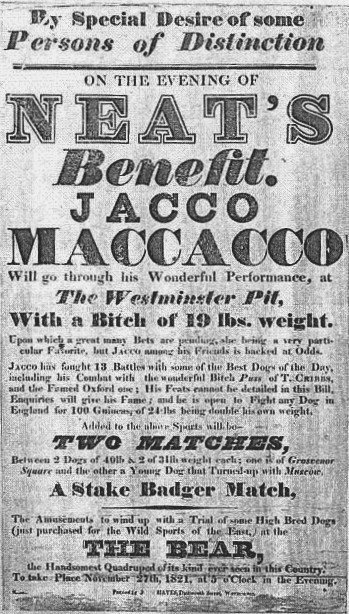 By Special Desire of some
Persons of Distinction
ON THE EVENING OF
NEAT'S
Benefit.
JACCO
MACCACCO
Will go through his Wonderful Performance, at
The Westminster Pit,
With a Bitch of 19 lbs. weight.
Upon which a great many Bets are pending, she being a very parti-
cular Favorite, but JACCO among his Friends is backed at Odds.
JACCO has fought 13 Battles with some of the Best Dogs of the Day,
including his Combat with the wonderful Bitch Puss of T. CRIBBS,
and the Famed Oxford one; His Feats cannot be detailed in this Bill,
Enquiries will give his Fame; and he is open to Fight any Dog in
England for 100 Guineas, of 24 lbs being double his own weight.
Added to the above Sports will be—
TWO MATCHES,
Between 2 Dogs of 40lb & 2 of 31lb weight each; one is of Grosvenor
Square and the other a Young Dog that Turned-up with Muscow.
A Stake Badger Match,
The Amusements to wind up with a Trial of some High Bred Dogs
(just purchased for the Wild Sports of the East,) at the
THE BEAR,
the Handsomest Quadruped of its kind ever seen in this Country.
To take Place November 27th, 1821, at 5 o'Clock in the Evening.
Printed by HAYES, Dartmouth Street, Westminster.